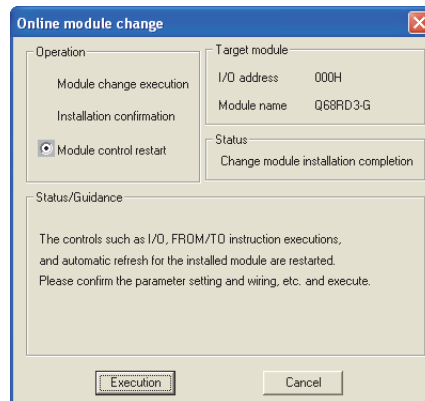 Online module change
Operation
Module change execution
Installation confirmation
Module control restart
Target module
I/O address 000H
Module name Q68RD3-G
Status
Change module installation completion
Status/Guidance
The controls such as I/O, FROM/TO instruction executions,
and automatic refresh for the installed module are restarted.
Please confirm the parameter setting and wiring, etc. and execute.
Execution Cancel